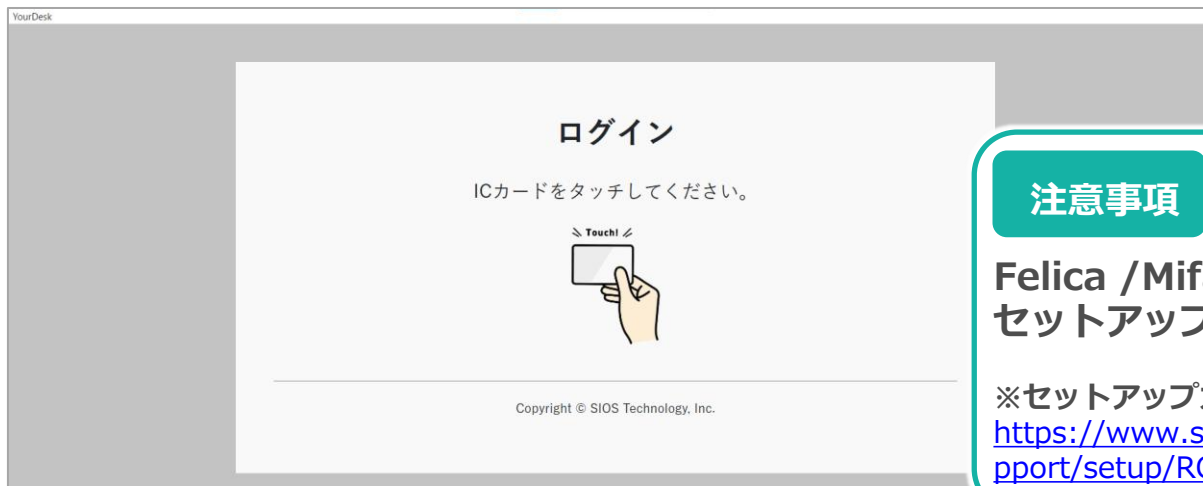 YourDesk
ログイン
ICカードをタッチしてください。
Touch!
Copyright © SIOS Technology, Inc.
注意事項
Felica /Mif
セットアップ
※セットアップ
https://www.s
pport/setup/R